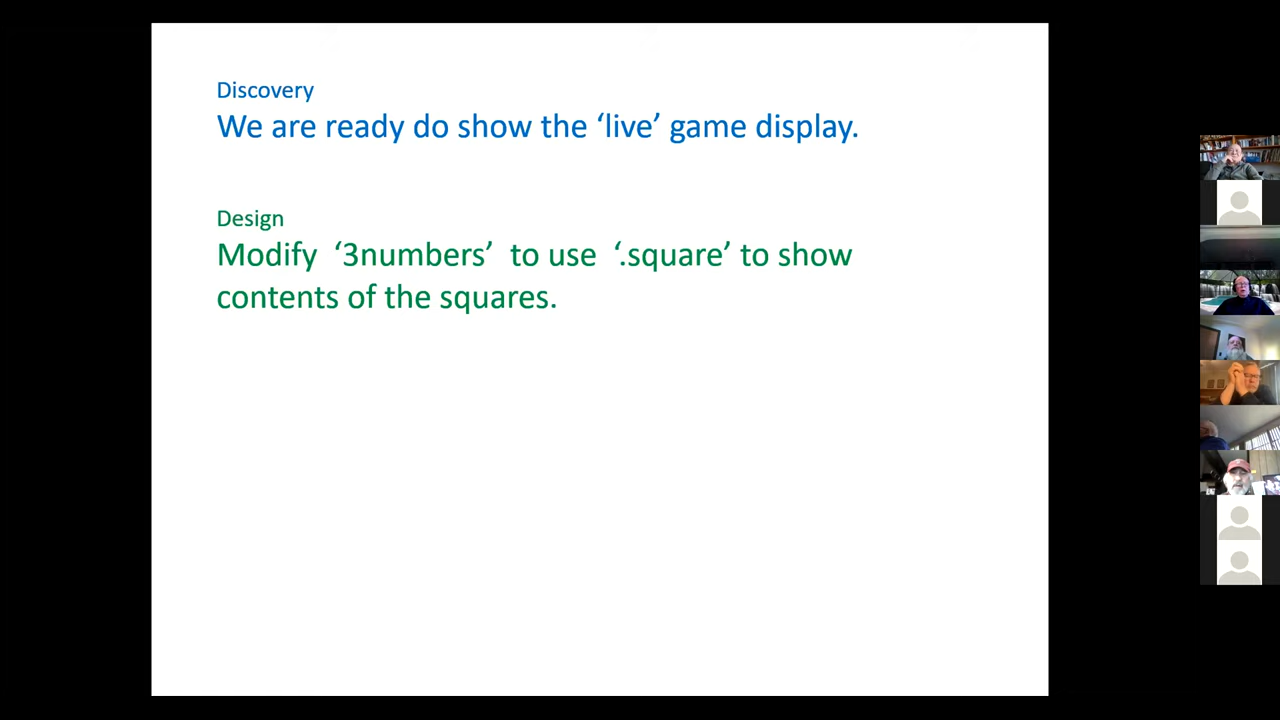 Discovery
We are ready do show the ‘live’ game display.
Design
Modify ‘3numbers’ to use ‘.square’ to show
contents of the squares.